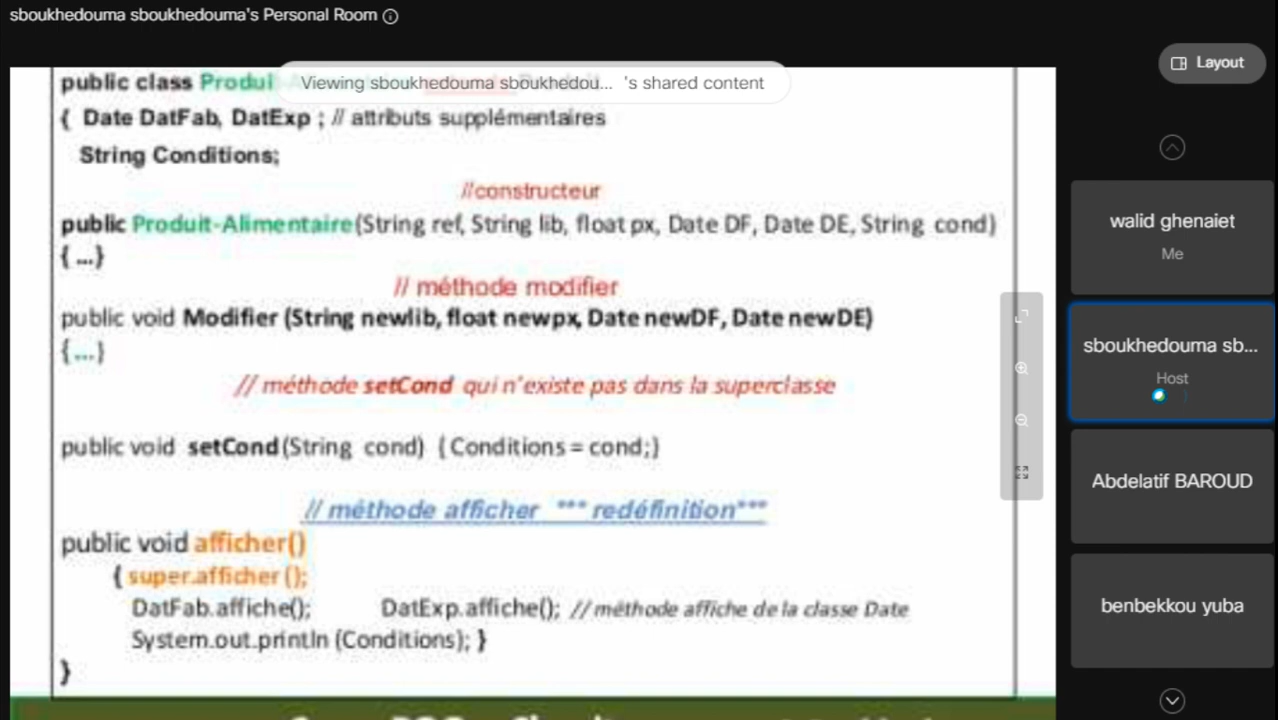 sboukhedouma sboukhedouma's Personal Room
Layout
public class Produi
Viewing sboukhedouma sboukhedou... 's shared content
{ Date DatFab, DatExp ; // attributs supplémentaires
String Conditions;
//constructeur
public Produit-Alimentaire(String ref, String lib, float px, Date DF, Date DE, String cond)
{ ...}
// méthode modifier
public void Modifier (String newlib, float newpx, Date newDF, Date newDE)
{...}
// méthode setCond qui n'existe pas dans la superclasse
public void setCond(String cond) {Conditions = cond;}
// méthode afficher *** redéfinition***
public void afficher()
{ super.afficher ();
DatFab.affiche(); DatExp.affiche(); // méthode affiche de la classe Date
System.out.println (Conditions); }
}
walid ghenaiet
Me
sboukhedouma sb...
Host
Abdelatif BAROUD
benbekkou yuba